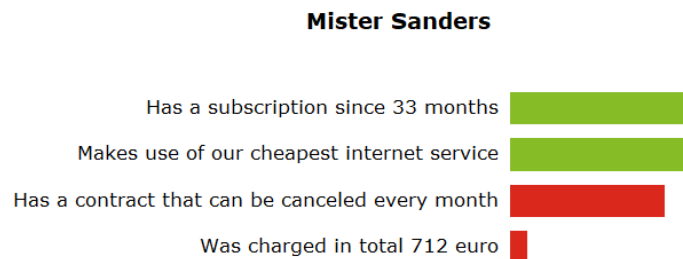 Mister Sanders
Has a subscription since 33 months
Makes use of our cheapest internet service
Has a contract that can be canceled every month
Was charged in total 712 euro